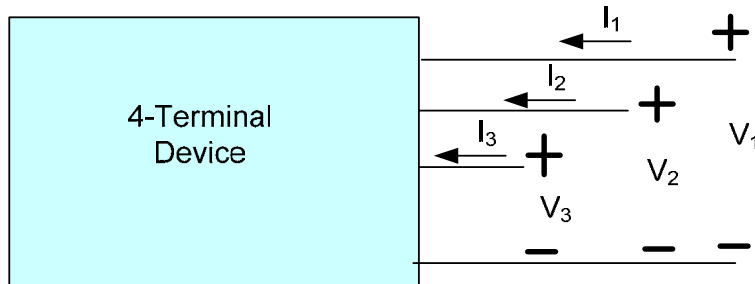 I₁
I₂
4-Terminal
Device
I₃
V₁
V₂
V₃